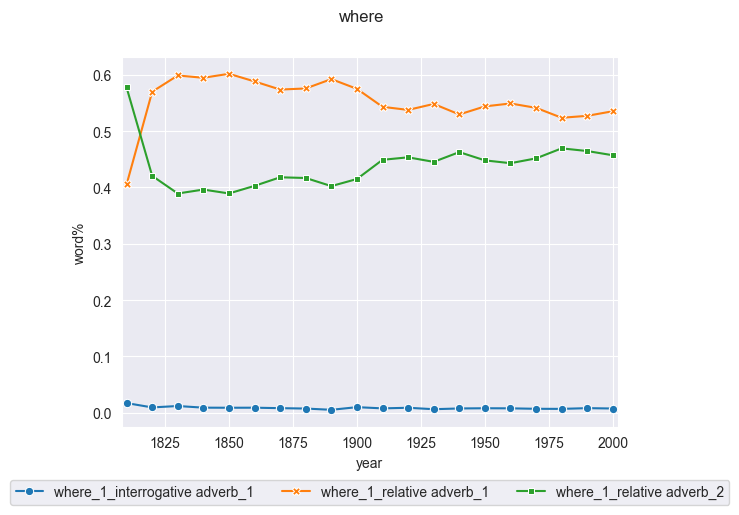 where
0.6
0.5
0.4
0.3
0.2
0.1
0.0
word%
1825 1850 1875 1900 1925 1950 1975 2000
year
where_1_interrogative adverb_1 where_1_relative adverb_1 where_1_relative adverb_2